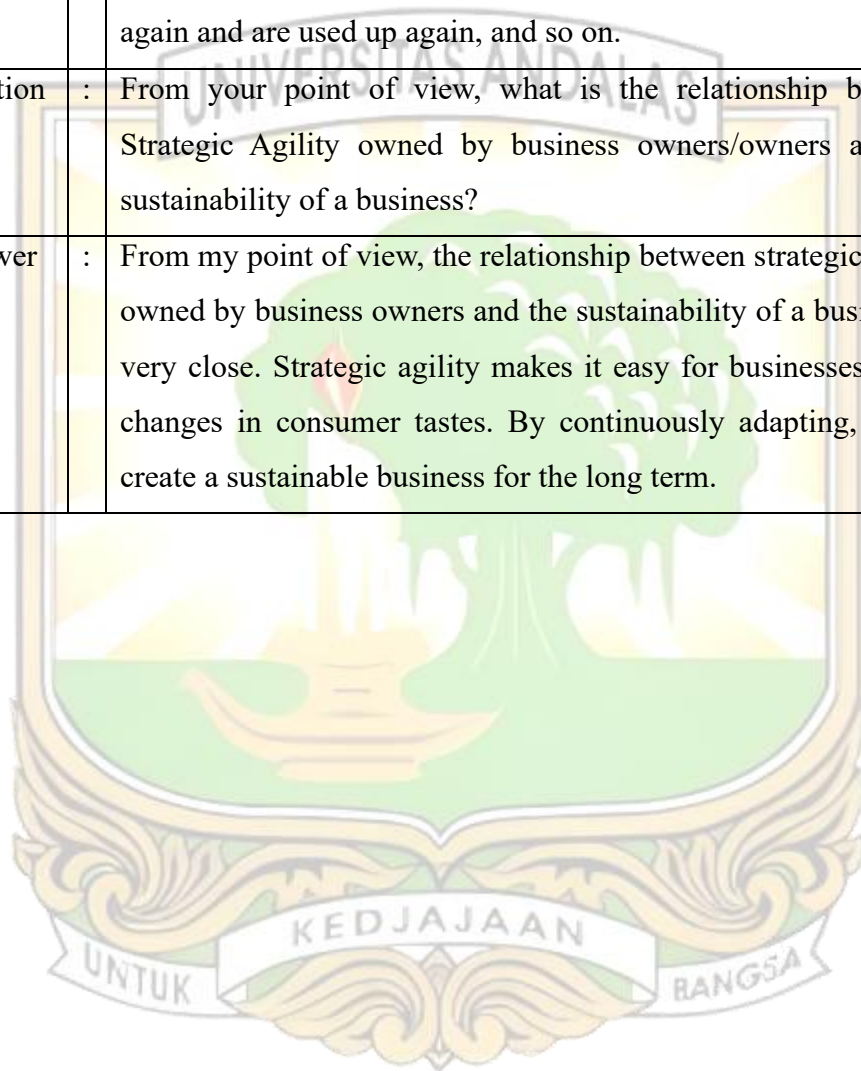 again and are used up again, and so on.
UNIVERSITAS ANDALAS
tion : From your point of view, what is the relationship b
Strategic Agility owned by business owners/owners a
sustainability of a business?
wer : From my point of view, the relationship between strategic
owned by business owners and the sustainability of a busi
very close. Strategic agility makes it easy for businesses
changes in consumer tastes. By continuously adapting,
create a sustainable business for the long term.
KEDJAJAAN
UNTUK BANGSA